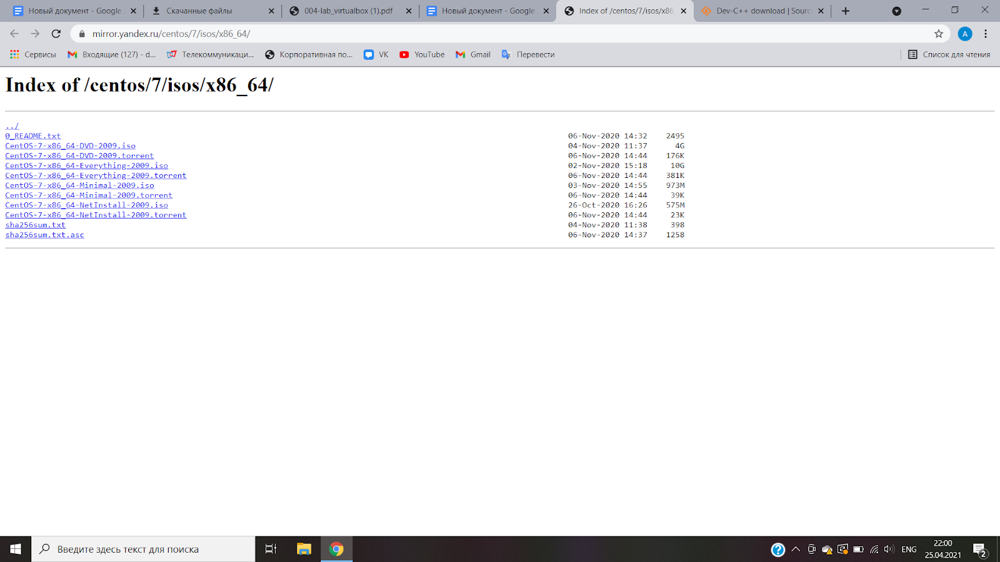 Новый документ - Google
Скачанные файлы
004-lab_virtualbox (1).pdf
Новый документ - Google
Index of /centos/7/isos/x86
Dev-C++ download | Sourc
mirror.yandex.ru/centos/7/isos/x86_64/
A
Сервисы
Входящие (127) - d...
Телекоммуникаци...
Корпоративная по...
VK
YouTube
Gmail
Перевести
Список для чтения
Index of /centos/7/isos/x86_64/
../
0_README.txt 06-Nov-2020 14:32 2495
CentOS-7-x86_64-DVD-2009.iso 04-Nov-2020 11:37 4G
CentOS-7-x86_64-DVD-2009.torrent 06-Nov-2020 14:44 176K
CentOS-7-x86_64-Everything-2009.iso 02-Nov-2020 15:18 10G
CentOS-7-x86_64-Everything-2009.torrent 06-Nov-2020 14:44 381K
CentOS-7-x86_64-Minimal-2009.iso 03-Nov-2020 14:55 973M
CentOS-7-x86_64-Minimal-2009.torrent 06-Nov-2020 14:44 39K
CentOS-7-x86_64-NetInstall-2009.iso 26-Oct-2020 16:26 575M
CentOS-7-x86_64-NetInstall-2009.torrent 06-Nov-2020 14:44 23K
sha256sum.txt 04-Nov-2020 11:38 398
sha256sum.txt.asc 06-Nov-2020 14:37 1258
Введите здесь текст для поиска
ENG
22:00
25.04.2021
2